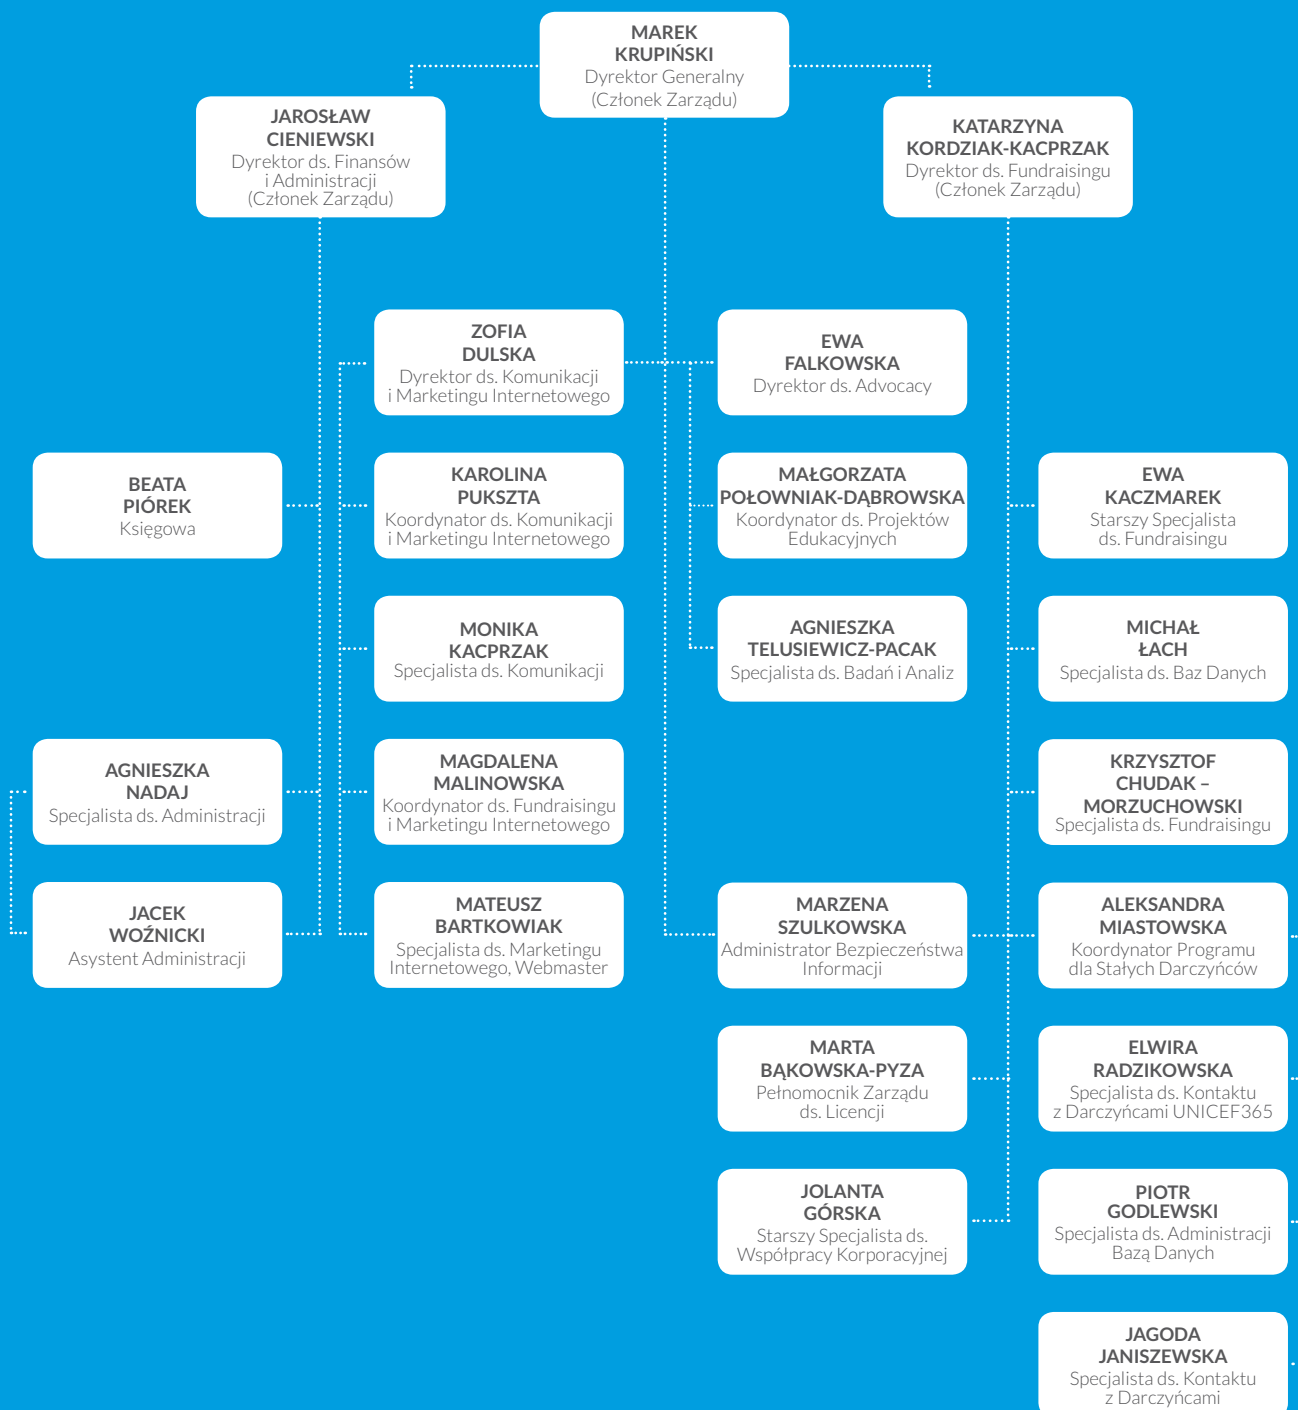 MAREK
KRUPIŃSKI
Dyrektor Generalny
(Członek Zarządu)
JAROSŁAW
CIENIEWSKI
Dyrektor ds. Finansów
i Administracji
(Członek Zarządu)
KATARZYNA
KORDZIAK-KACPRZAK
Dyrektor ds. Fundraisingu
(Członek Zarządu)
ZOFIA
DULSKA
Dyrektor ds. Komunikacji
i Marketingu Internetowego
EWA
FALKOWSKA
Dyrektor ds. Advocacy
BEATA
PIÓREK
Księgowa
KAROLINA
PUKSZTA
Koordynator ds. Komunikacji
i Marketingu Internetowego
MAŁGORZATA
POŁOWNIAK-DĄBROWSKA
Koordynator ds. Projektów
Edukacyjnych
EWA
KACZMAREK
Starszy Specjalista
ds. Fundraisingu
MONIKA
KACPRZAK
Specjalista ds. Komunikacji
AGNIESZKA
TELUSIEWICZ-PACAK
Specjalista ds. Badań i Analiz
MICHAŁ
ŁACH
Specjalista ds. Baz Danych
AGNIESZKA
NADAJ
Specjalista ds. Administracji
MAGDALENA
MALINOWSKA
Koordynator ds. Fundraisingu
i Marketingu Internetowego
KRZYSZTOF
CHUDAK –
MORZUCHOWSKI
Specjalista ds. Fundraisingu
JACEK
WOŹNICKI
Asystent Administracji
MATEUSZ
BARTKOWIAK
Specjalista ds. Marketingu
Internetowego, Webmaster
MARZENA
SZULKOWSKA
Administrator Bezpieczeństwa
Informacji
ALEKSANDRA
MIASTOWSKA
Koordynator Programu
dla Stałych Darczyńców
MARTA
BĄKOWSKA-PYZA
Pełnomocnik Zarządu
ds. Licencji
ELWIRA
RADZIKOWSKA
Specjalista ds. Kontaktu
z Darczyńcami UNICEF365
JOLANTA
GÓRSKA
Starszy Specjalista ds.
Współpracy Korporacyjnej
PIOTR
GODLEWSKI
Specjalista ds. Administracji
Bazą Danych
JAGODA
JANISZEWSKA
Specjalista ds. Kontaktu
z Darczyńcami